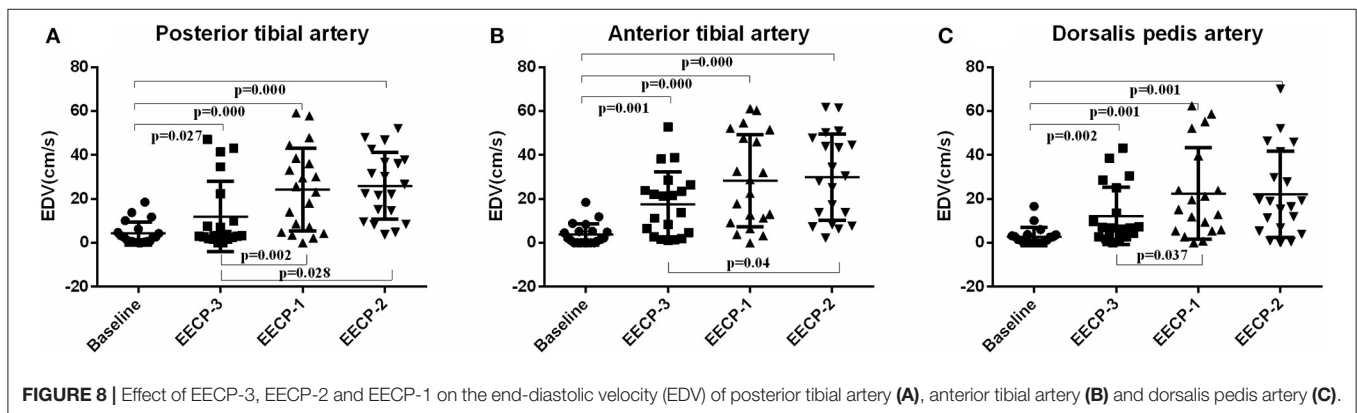 A
Posterior tibial artery
80
60
40
20
0
-20
EDV(cm/s)
p=0.000
p=0.000
p=0.027
p=0.002
p=0.028
Baseline
EECP-3
EECP-1
EECP-2
B
Anterior tibial artery
80
60
40
20
0
-20
EDV(cm/s)
p=0.000
p=0.000
p=0.001
p=0.04
Baseline
EECP-3
EECP-1
EECP-2
C
Dorsalis pedis artery
80
60
40
20
0
-20
EDV(cm/s)
p=0.001
p=0.001
p=0.002
p=0.037
Baseline
EECP-3
EECP-1
EECP-2
FIGURE 8 | Effect of EECP-3, EECP-2 and EECP-1 on the end-diastolic velocity (EDV) of posterior tibial artery (A), anterior tibial artery (B) and dorsalis pedis artery (C).